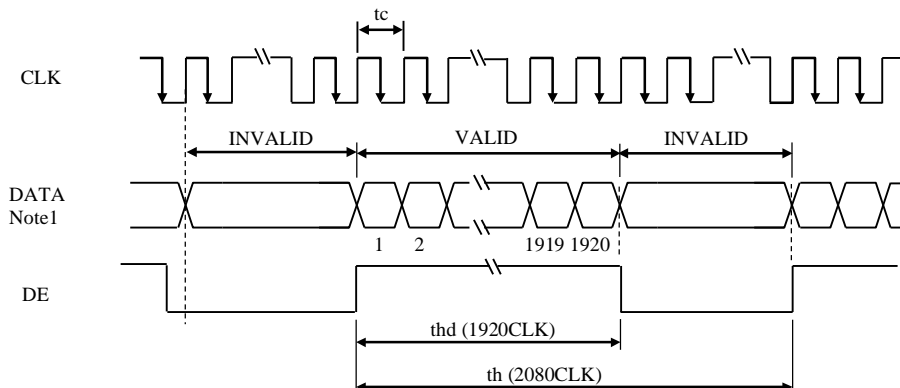 tc
CLK
INVALID VALID INVALID
DATA
Note1
1 2 1919 1920
DE
thd (1920CLK)
th (2080CLK)